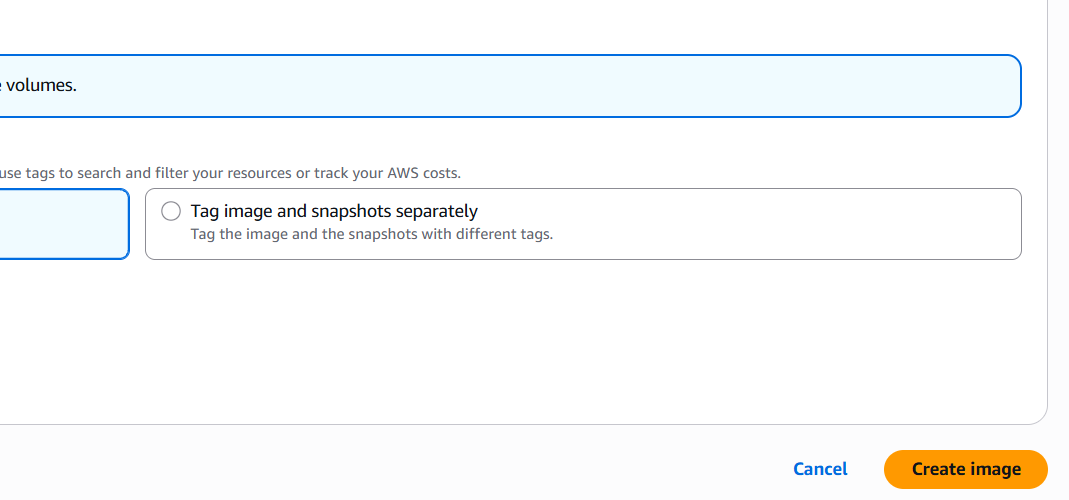 volumes.
use tags to search and filter your resources or track your AWS costs.
Tag image and snapshots separately
Tag the image and the snapshots with different tags.
Cancel
Create image